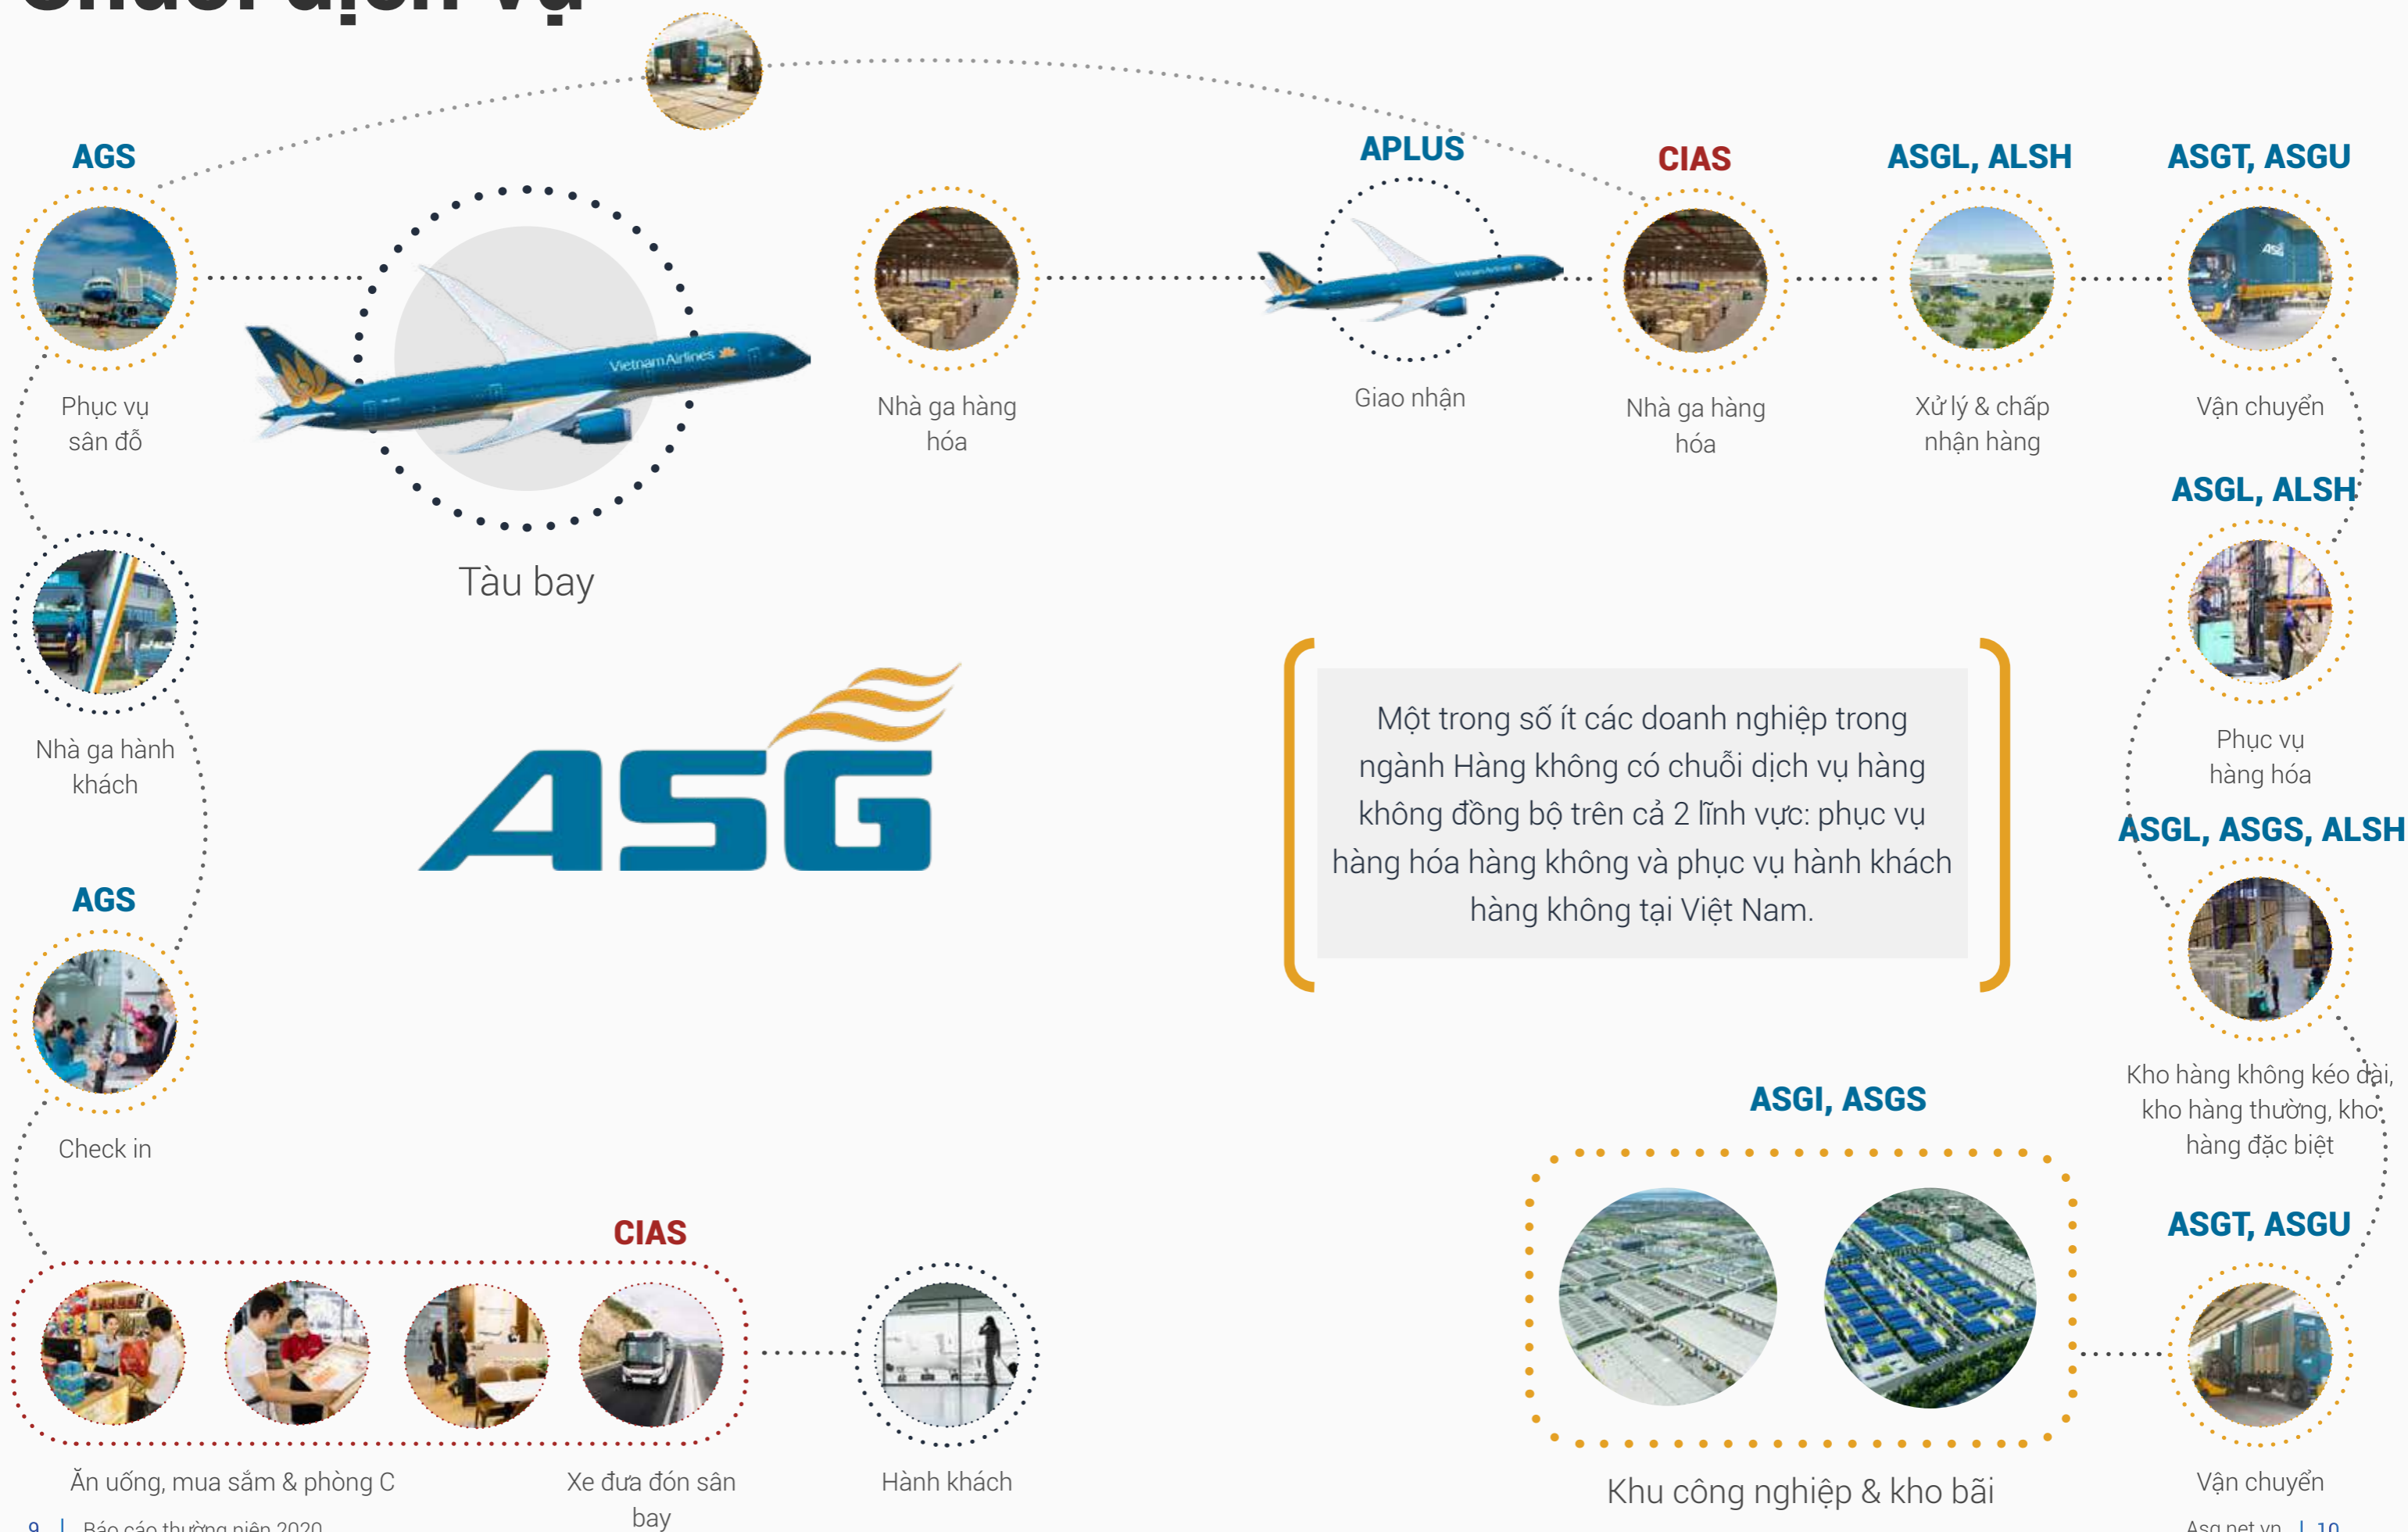 Chuỗi dịch vụ
AGS
Phục vụ
sân đỗ
Vietnam Airlines
Tàu bay
Nhà ga hàng
hóa
APLUS
Vietnam Airlines
Giao nhận
CIAS
Nhà ga hàng
hóa
ASGL, ALSH
Xử lý & chấp
nhận hàng
ASGT, ASGU
Vận chuyển
Nhà ga hành
khách
ASG
Một trong số ít các doanh nghiệp trong
ngành Hàng không có chuỗi dịch vụ hàng
không đồng bộ trên cả 2 lĩnh vực: phục vụ
hàng hóa hàng không và phục vụ hành khách
hàng không tại Việt Nam.
ASGL, ALSH
Phục vụ
hàng hóa
AGS
Check in
ASGL, ASGS, ALSH
Kho hàng không kéo dài,
kho hàng thường, kho
hàng đặc biệt
CIAS
Ăn uống, mua sắm & phòng C
Xe đưa đón sân
bay
Hành khách
ASGI, ASGS
Khu công nghiệp & kho bãi
ASGT, ASGU
Vận chuyển
9 | Báo cáo thường niên 2020
Asg.net.vn | 10